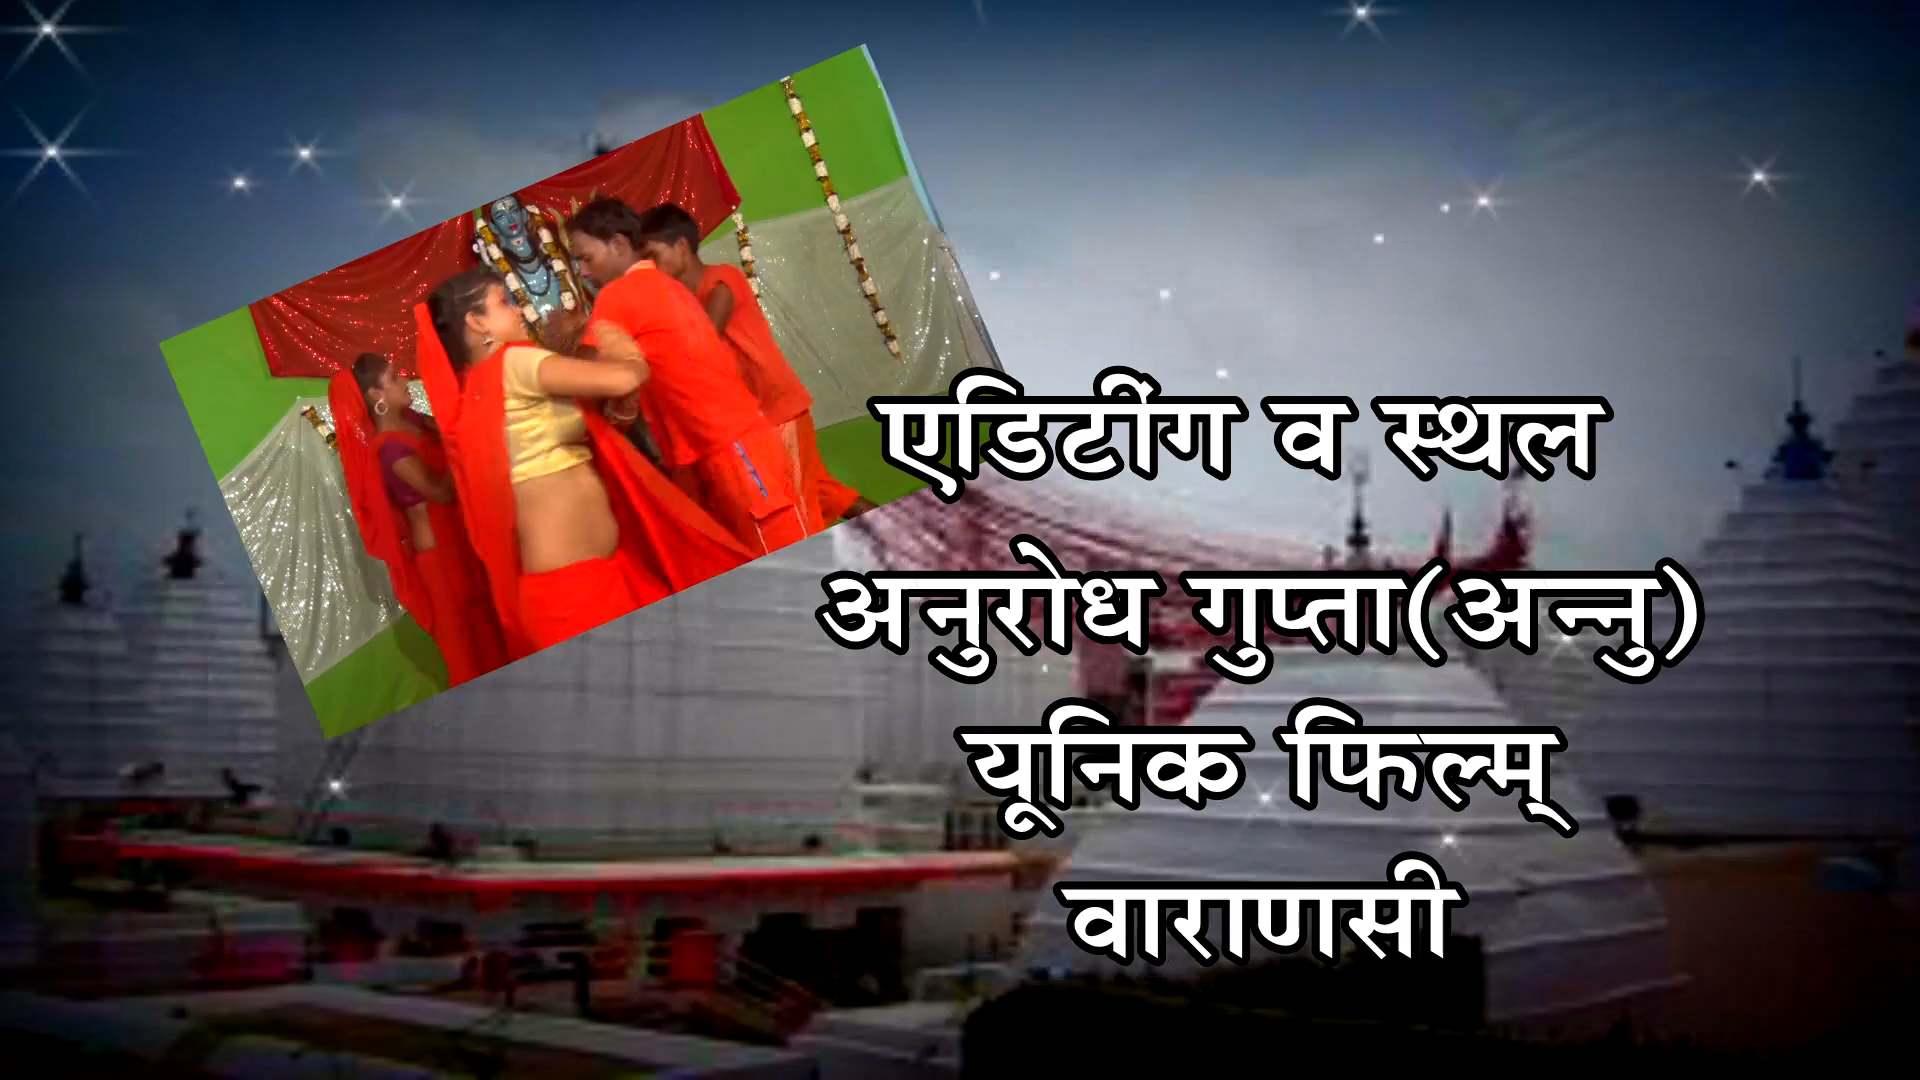 एडिटींग व स्थल
अनुरोध गुप्ता(अन्नु)
यूनिक फिल्म्
वाराणसी